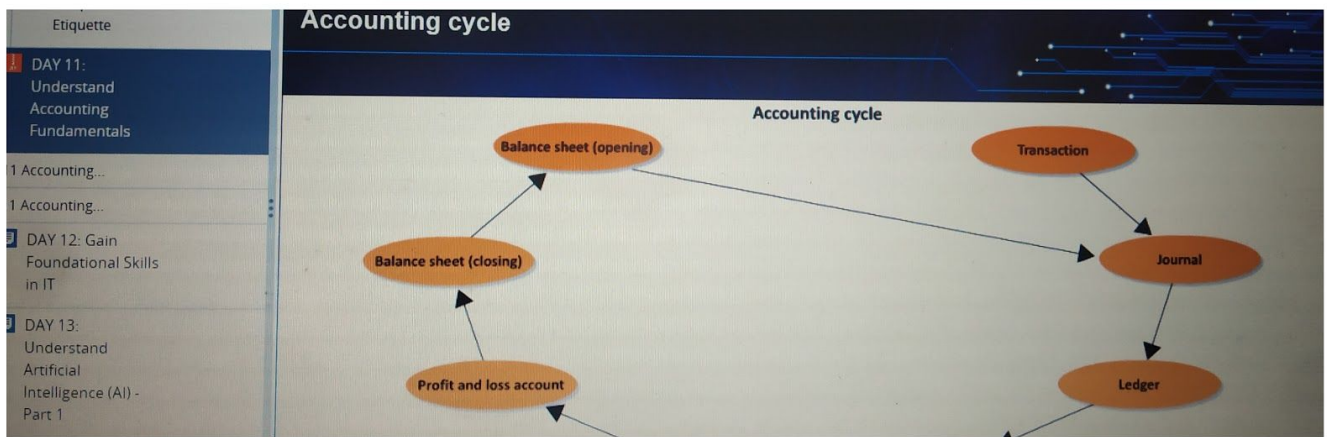 Etiquette
DAY 11:
Understand
Accounting
Fundamentals
1 Accounting...
1 Accounting...
DAY 12: Gain
Foundational Skills
in IT
DAY 13:
Understand
Artificial
Intelligence (AI) -
Part 1
Accounting cycle
Accounting cycle
Balance sheet (opening)
Transaction
Balance sheet (closing)
Journal
Profit and loss account
Ledger